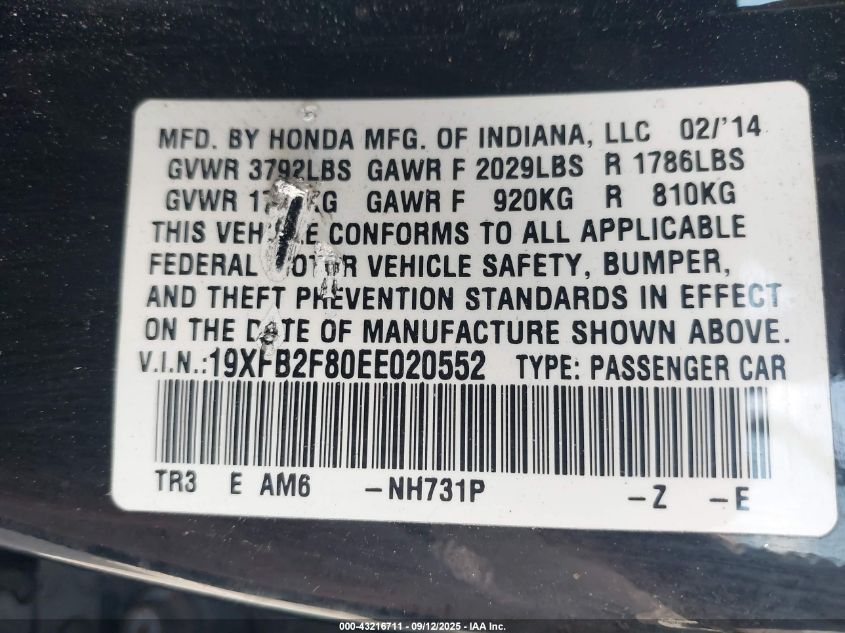 MFD. BY HONDA MFG. OF INDIANA, LLC 02/'14
GVWR 3792LBS GAWR F 2029LBS R 1786LBS
GVWR GAWR F 920KG R 810KG
THIS VEHICLE CONFORMS TO ALL APPLICABLE
FEDERAL MOTOR VEHICLE SAFETY, BUMPER,
AND THEFT PREVENTION STANDARDS IN EFFECT
ON THE DATE OF MANUFACTURE SHOWN ABOVE.
V.I.N.:19XFB2F80EE020552 TYPE: PASSENGER CAR
TR3 E AM6 -NH731P -Z -E
000-43216711 - 09/12/2025 - IAA Inc.